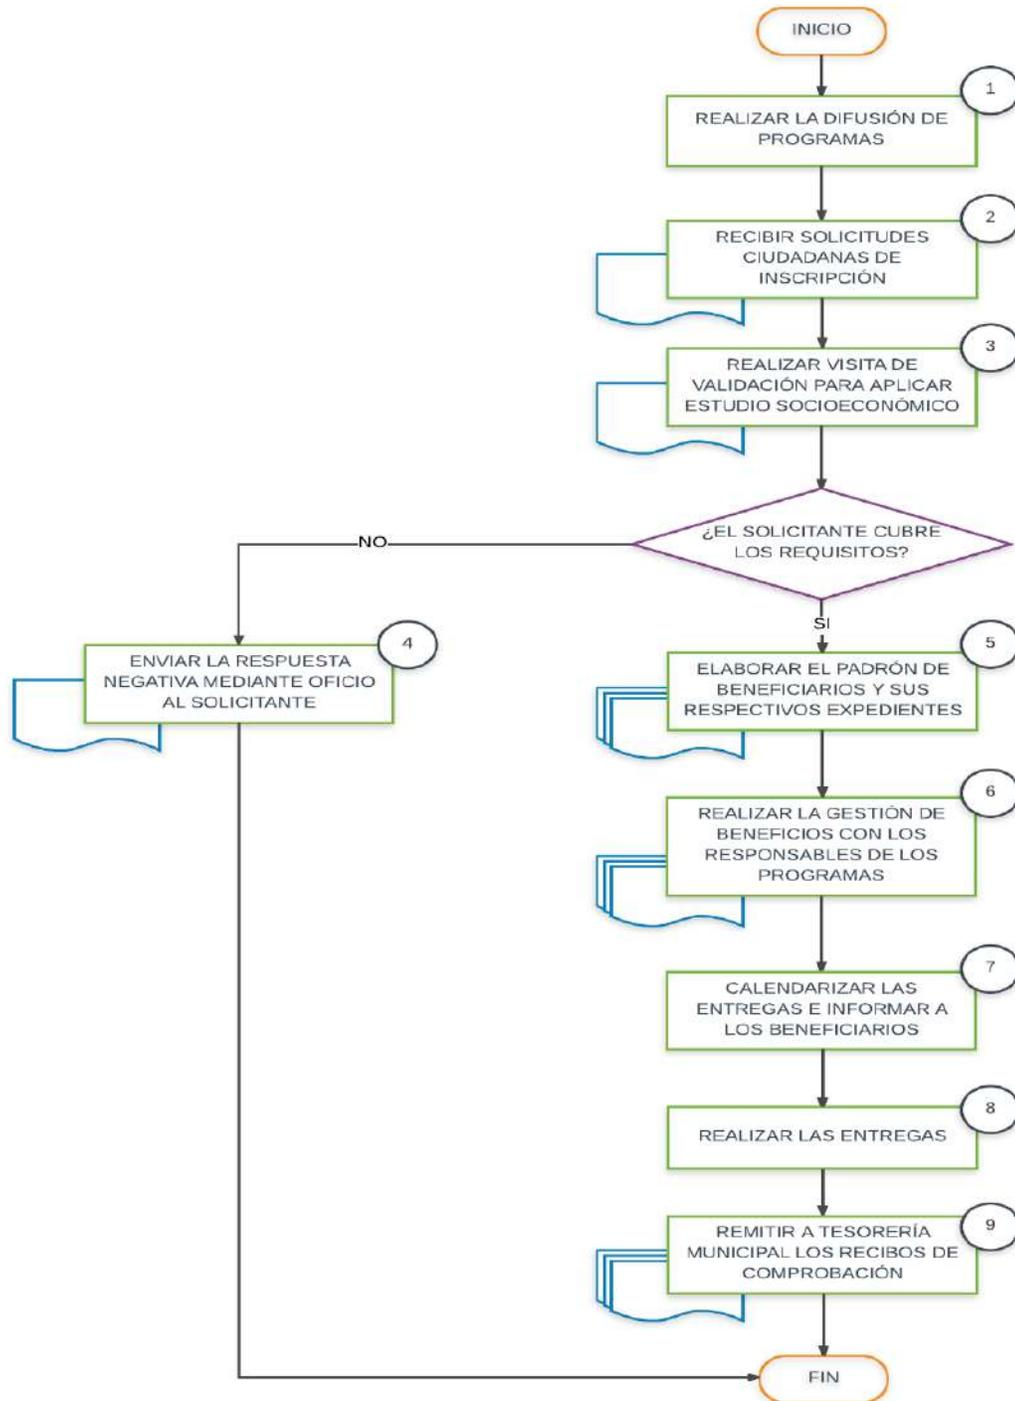 INICIO
1
REALIZAR LA DIFUSIÓN DE
PROGRAMAS
2
RECIBIR SOLICITUDES
CIUDADANAS DE
INSCRIPCIÓN
3
REALIZAR VISITA DE
VALIDACIÓN PARA APLICAR
ESTUDIO SOCIOECONÓMICO
¿EL SOLICITANTE CUBRE
LOS REQUISITOS?
NO
SI
4
ENVIAR LA RESPUESTA
NEGATIVA MEDIANTE OFICIO
AL SOLICITANTE
5
ELABORAR EL PADRÓN DE
BENEFICIARIOS Y SUS
RESPECTIVOS EXPEDIENTES
6
REALIZAR LA GESTIÓN DE
BENEFICIOS CON LOS
RESPONSABLES DE LOS
PROGRAMAS
7
CALENDARIZAR LAS
ENTREGAS E INFORMAR A
LOS BENEFICIARIOS
8
REALIZAR LAS ENTREGAS
9
REMITIR A TESORERÍA
MUNICIPAL LOS RECIBOS DE
COMPROBACIÓN
FIN